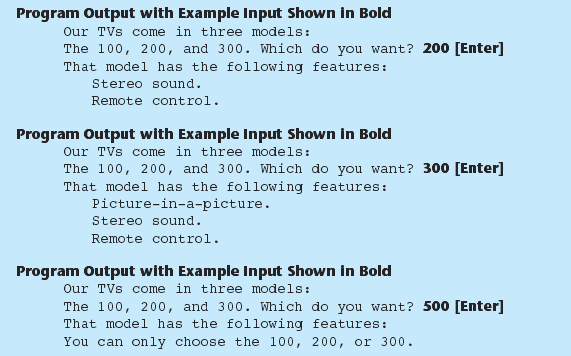 Program Output with Example Input Shown in Bold
Our TVs come in three models:
The 100, 200, and 300. Which do you want? 200 [Enter]
That model has the following features:
Stereo sound.
Remote control.
Program Output with Example Input Shown in Bold
Our TVs come in three models:
The 100, 200, and 300. Which do you want? 300 [Enter]
That model has the following features:
Picture-in-a-picture.
Stereo sound.
Remote control.
Program Output with Example Input Shown in Bold
Our TVs come in three models:
The 100, 200, and 300. Which do you want? 500 [Enter]
That model has the following features:
You can only choose the 100, 200, or 300.